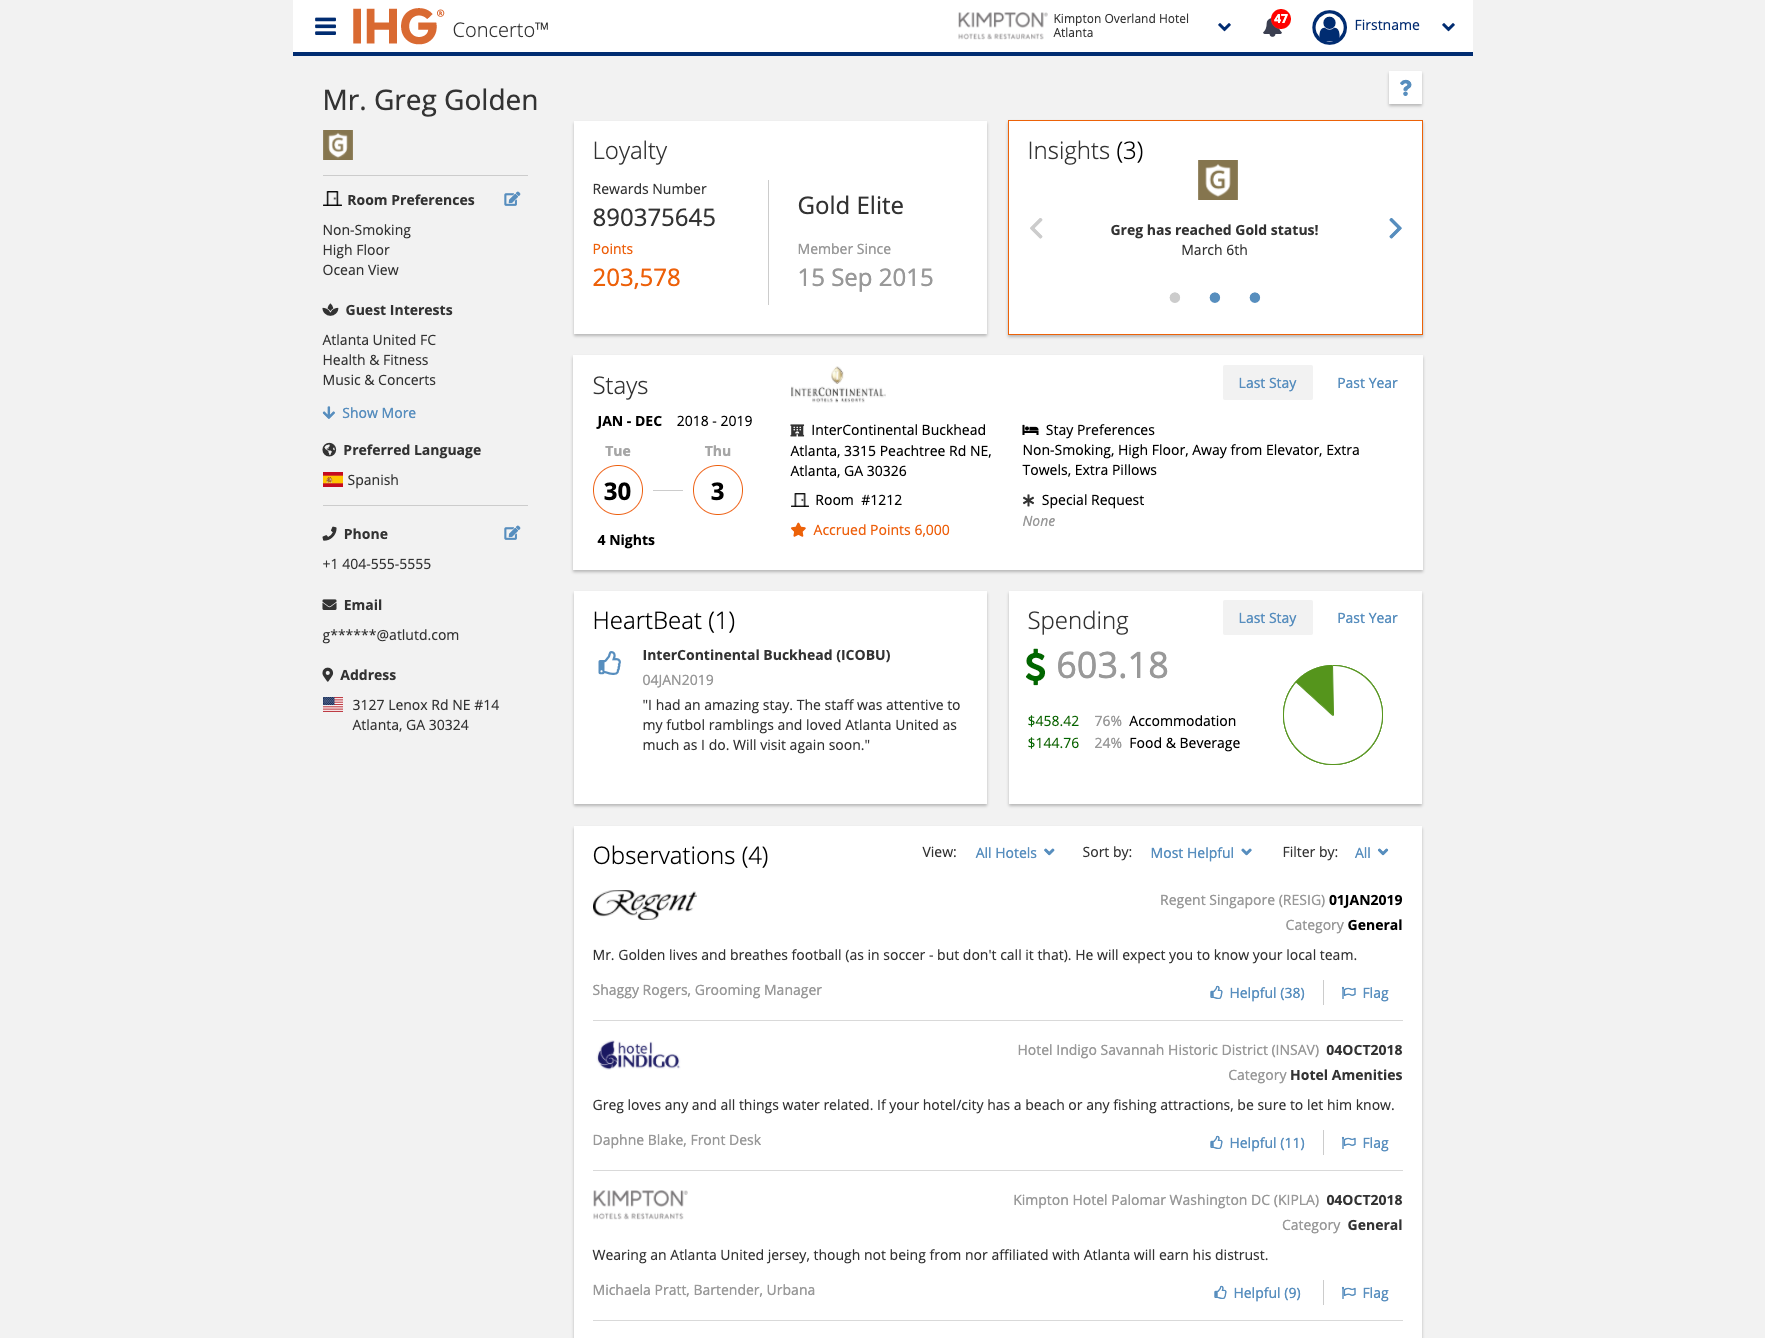 IHG® Concerto™
KIMPTON®
HOTELS & RESTAURANTS
Kimpton Overland Hotel
Atlanta
47
Firstname
Mr. Greg Golden
?
G
Room Preferences
Non-Smoking
High Floor
Ocean View
Guest Interests
Atlanta United FC
Health & Fitness
Music & Concerts
Show More
Preferred Language
Spanish
Phone
+1 404-555-5555
Email
g******@atlutd.com
Address
3127 Lenox Rd NE #14
Atlanta, GA 30324
Loyalty
Rewards Number
890375645
Points
203,578
Gold Elite
Member Since
15 Sep 2015
Insights (3)
G
Greg has reached Gold status!
March 6th
Stays
JAN - DEC 2018 - 2019
Tue Thu
30 3
4 Nights
INTERCONTINENTAL
HOTELS & RESORTS
InterContinental Buckhead
Atlanta, 3315 Peachtree Rd NE,
Atlanta, GA 30326
Room #1212
Accrued Points 6,000
Last Stay Past Year
Stay Preferences
Non-Smoking, High Floor, Away from Elevator, Extra
Towels, Extra Pillows
Special Request
None
HeartBeat (1)
InterContinental Buckhead (ICOBU)
04JAN2019
"I had an amazing stay. The staff was attentive to
my futbol ramblings and loved Atlanta United as
much as I do. Will visit again soon."
Spending
Last Stay Past Year
$ 603.18
$458.42 76% Accommodation
$144.76 24% Food & Beverage
Observations (4)
View: All Hotels Sort by: Most Helpful Filter by: All
Regent
Regent Singapore (RESIG) 01JAN2019
Category General
Mr. Golden lives and breathes football (as in soccer - but don't call it that). He will expect you to know your local team.
Shaggy Rogers, Grooming Manager
Helpful (38) Flag
hotel
INDIGO
Hotel Indigo Savannah Historic District (INSAV) 04OCT2018
Category Hotel Amenities
Greg loves any and all things water related. If your hotel/city has a beach or any fishing attractions, be sure to let him know.
Daphne Blake, Front Desk
Helpful (11) Flag
KIMPTON®
HOTELS & RESTAURANTS
Kimpton Hotel Palomar Washington DC (KIPLA) 04OCT2018
Category General
Wearing an Atlanta United jersey, though not being from nor affiliated with Atlanta will earn his distrust.
Michaela Pratt, Bartender, Urbana
Helpful (9) Flag